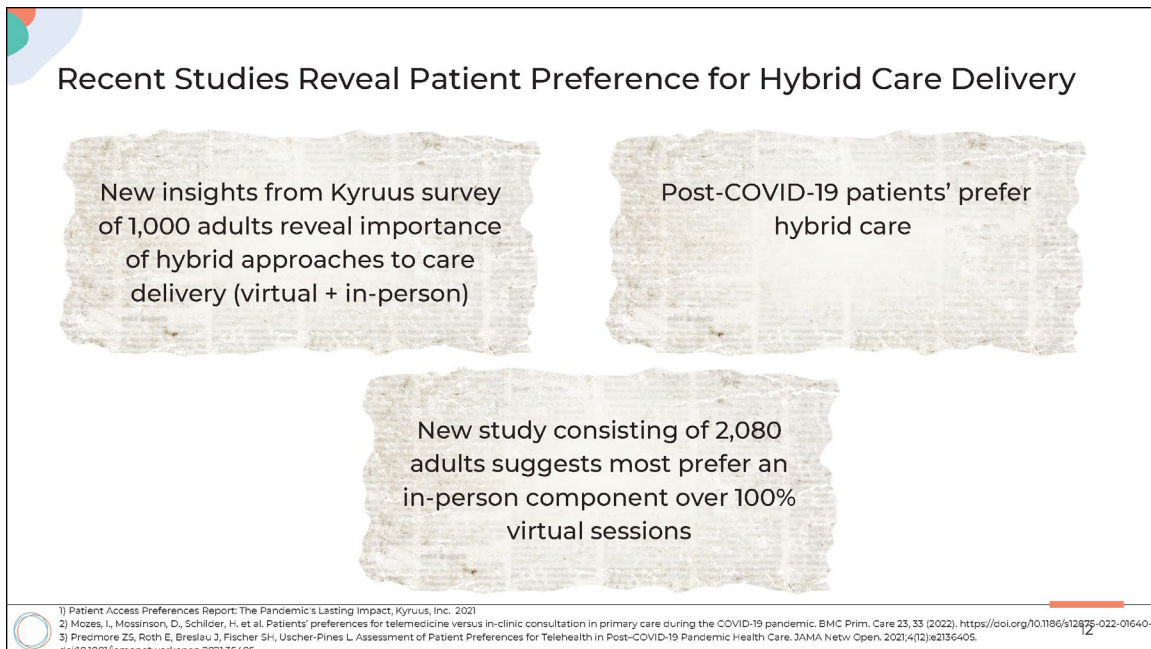 Recent Studies Reveal Patient Preference for Hybrid Care Delivery
New insights from Kyruus survey
of 1,000 adults reveal importance
of hybrid approaches to care
delivery (virtual + in-person)
Post-COVID-19 patients’ prefer
hybrid care
New study consisting of 2,080
adults suggests most prefer an
in-person component over 100%
virtual sessions
1) Patient Access Preferences Report: The Pandemic's Lasting Impact, Kyruus, Inc. 2021
2) Mozes, I., Mossinson, D., Schilder, H. et al. Patients' preferences for telemedicine versus in-clinic consultation in primary care during the COVID-19 pandemic. BMC Prim. Care 23, 33 (2022). https://doi.org/10.1186/s12875-022-01640-
3) Predmore ZS, Roth E, Breslau J, Fischer SH, Uscher-Pines L. Assessment of Patient Preferences for Telehealth in Post–COVID-19 Pandemic Health Care. JAMA Netw Open. 2021;4(12):e2136405.
12